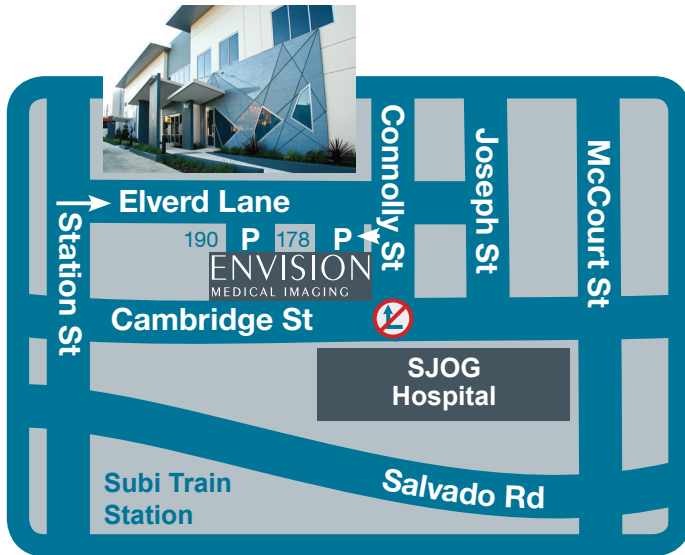 Connolly St
Joseph St
McCourt St
Elverd Lane
Station St
190 P 178 P
ENVISION
MEDICAL IMAGING
Cambridge St
SJOG
Hospital
Salvado Rd
Subi Train
Station